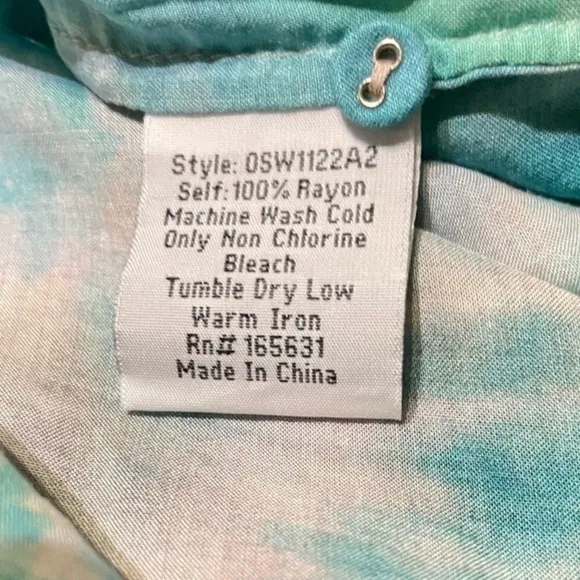 Style: OSW1122A2
Self: 100% Rayon
Machine Wash Cold
Only Non Chlorine
Bleach
Tumble Dry Low
Warm Iron
Rn# 165631
Made In China